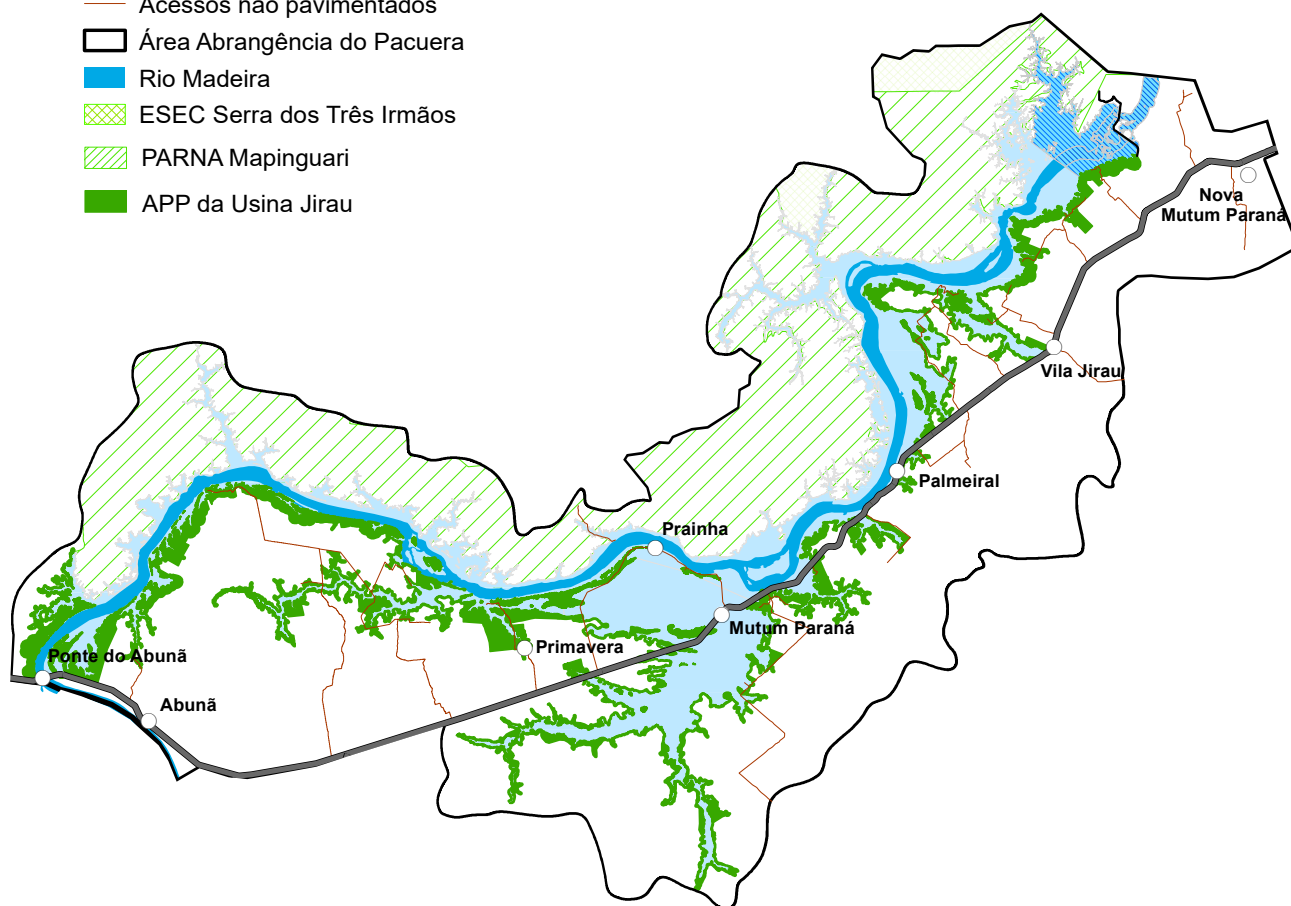 Acessos não pavimentados
Área Abrangência do Pacuera
Rio Madeira
ESEC Serra dos Três Irmãos
PARNA Mapinguari
APP da Usina Jirau
Nova
Mutum Paraná
Vila Jirau
Palmeiral
Prainha
Mutum Paraná
Primavera
Ponte do Abunã
Abunã